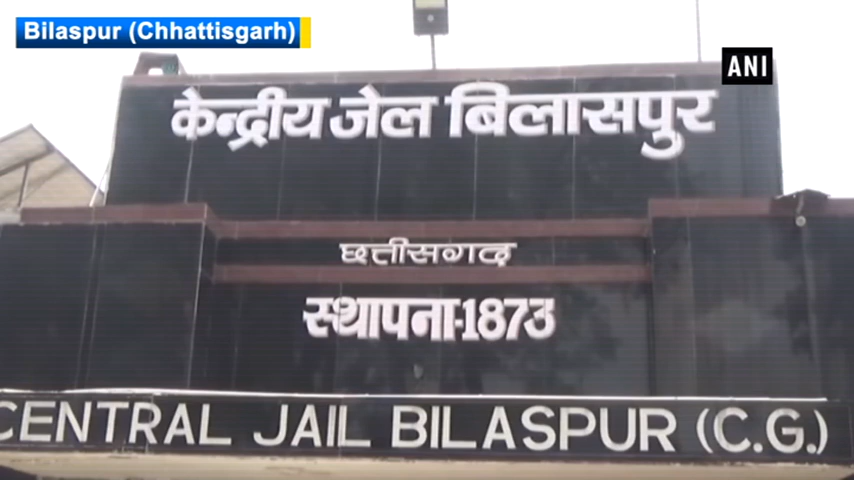 Bilaspur (Chhattisgarh)
ANI
केन्द्रीय जेल बिलासपुर
छत्तीसगढ़
स्थापना-1873
CENTRAL JAIL BILASPUR (C.G.)